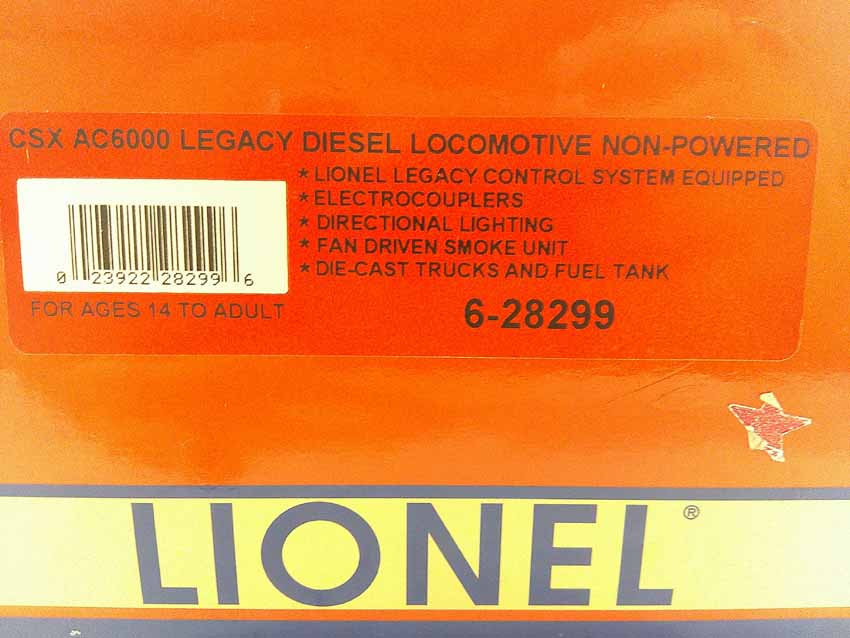 CSX AC6000 LEGACY DIESEL LOCOMOTIVE NON-POWERED
* LIONEL LEGACY CONTROL SYSTEM EQUIPPED
* ELECTROCOUPLERS
* DIRECTIONAL LIGHTING
* FAN DRIVEN SMOKE UNIT
* DIE-CAST TRUCKS AND FUEL TANK
0 23922 28299 6
FOR AGES 14 TO ADULT
6-28299
LIONEL®